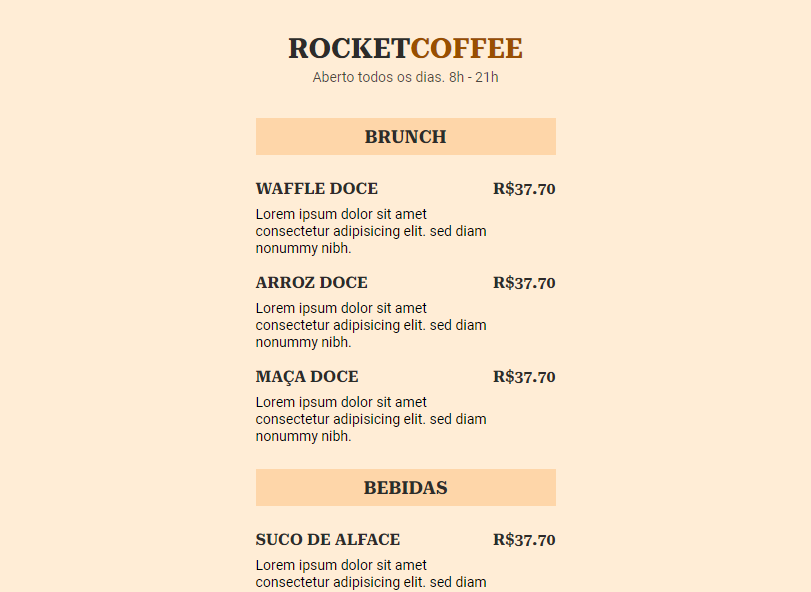 ROCKETCOFFEE
Aberto todos os dias. 8h - 21h
BRUNCH
WAFFLE DOCE R$37.70
Lorem ipsum dolor sit amet
consectetur adipisicing elit. sed diam
nonummy nibh.
ARROZ DOCE R$37.70
Lorem ipsum dolor sit amet
consectetur adipisicing elit. sed diam
nonummy nibh.
MAÇA DOCE R$37.70
Lorem ipsum dolor sit amet
consectetur adipisicing elit. sed diam
nonummy nibh.
BEBIDAS
SUCO DE ALFACE R$37.70
Lorem ipsum dolor sit amet
consectetur adipisicing elit. sed diam